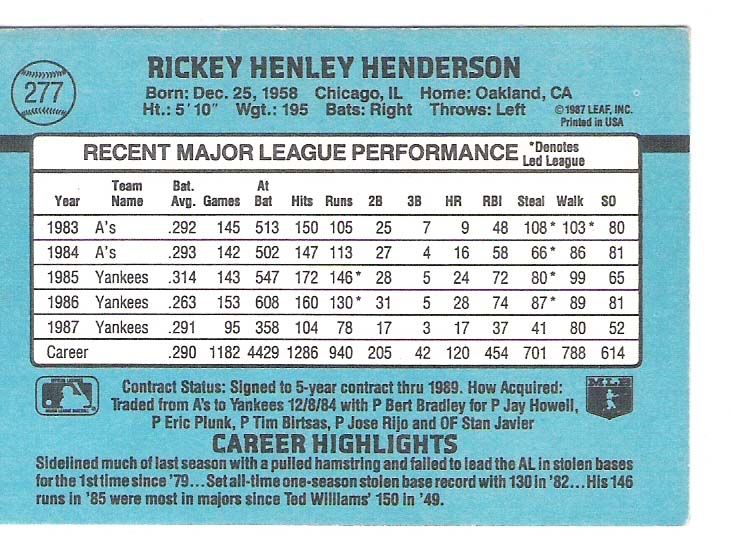 277
RICKEY HENLEY HENDERSON
Born: Dec. 25, 1958 Chicago, IL Home: Oakland, CA
Ht.: 5'10" Wgt.: 195 Bats: Right Throws: Left
©1987 LEAF, INC.
Printed in USA
RECENT MAJOR LEAGUE PERFORMANCE *Denotes Led League
Year Team Name Bat. Avg. Games At Bat Hits Runs 2B 3B HR RBI Steal Walk SO
1983 A's .292 145 513 150 105 25 7 9 48 108* 103* 80
1984 A's .293 142 502 147 113 27 4 16 58 66* 86 81
1985 Yankees .314 143 547 172 146* 28 5 24 72 80* 99 65
1986 Yankees .263 153 608 160 130* 31 5 28 74 87* 89 81
1987 Yankees .291 95 358 104 78 17 3 17 37 41 80 52
Career .290 1182 4429 1286 940 205 42 120 454 701 788 614
Contract Status: Signed to 5-year contract thru 1989. How Acquired:
Traded from A's to Yankees 12/8/84 with P Bert Bradley for P Jay Howell,
P Eric Plunk, P Tim Birtsas, P Jose Rijo and OF Stan Javier
MLB
CAREER HIGHLIGHTS
Sidelined much of last season with a pulled hamstring and failed to lead the AL in stolen bases
for the 1st time since '79...Set all-time one-season stolen base record with 130 in '82...His 146
runs in '85 were most in majors since Ted Williams' 150 in '49.